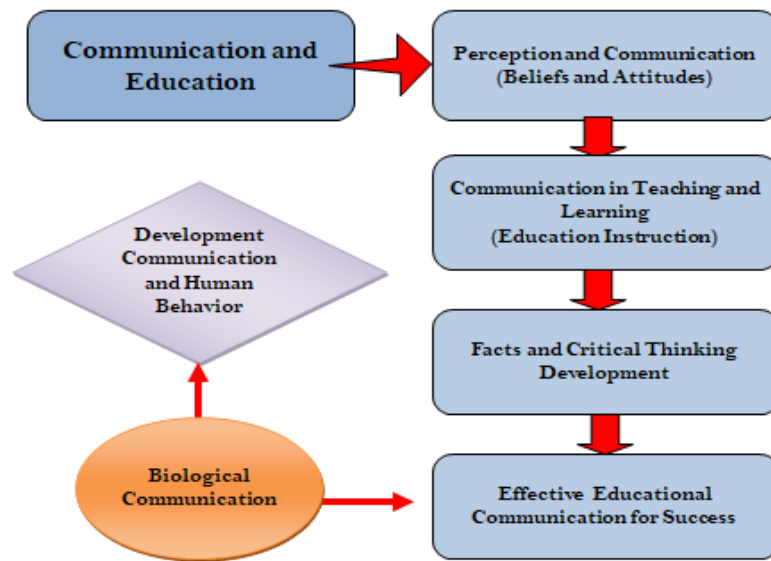 Communication and
Education
Perception and Communication
(Beliefs and Attitudes)
Communication in Teaching and
Learning
(Education Instruction)
Development
Communication
and Human
Behavior
Facts and Critical Thinking
Development
Biological
Communication
Effective Educational
Communication for Success